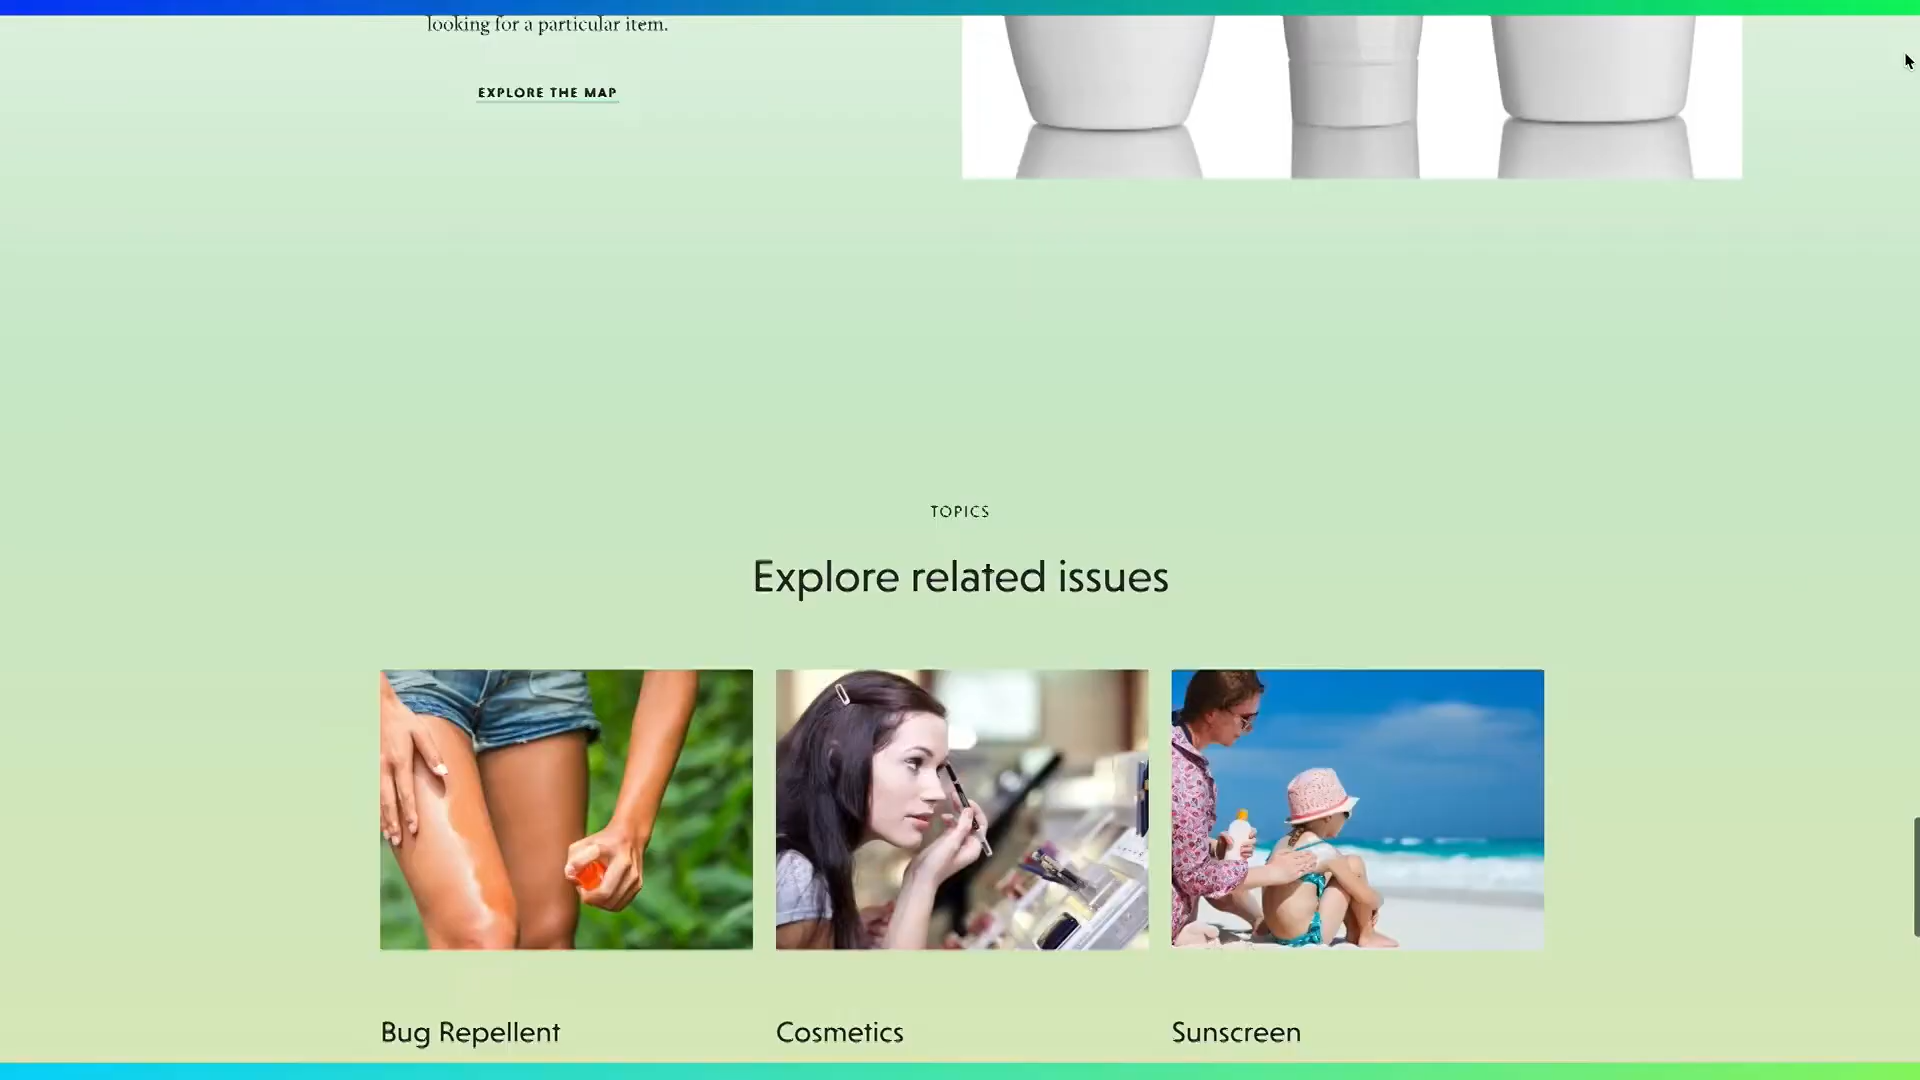 looking for a particular item.
EXPLORE THE MAP
TOPICS
Explore related issues
Bug Repellent
Cosmetics
Sunscreen